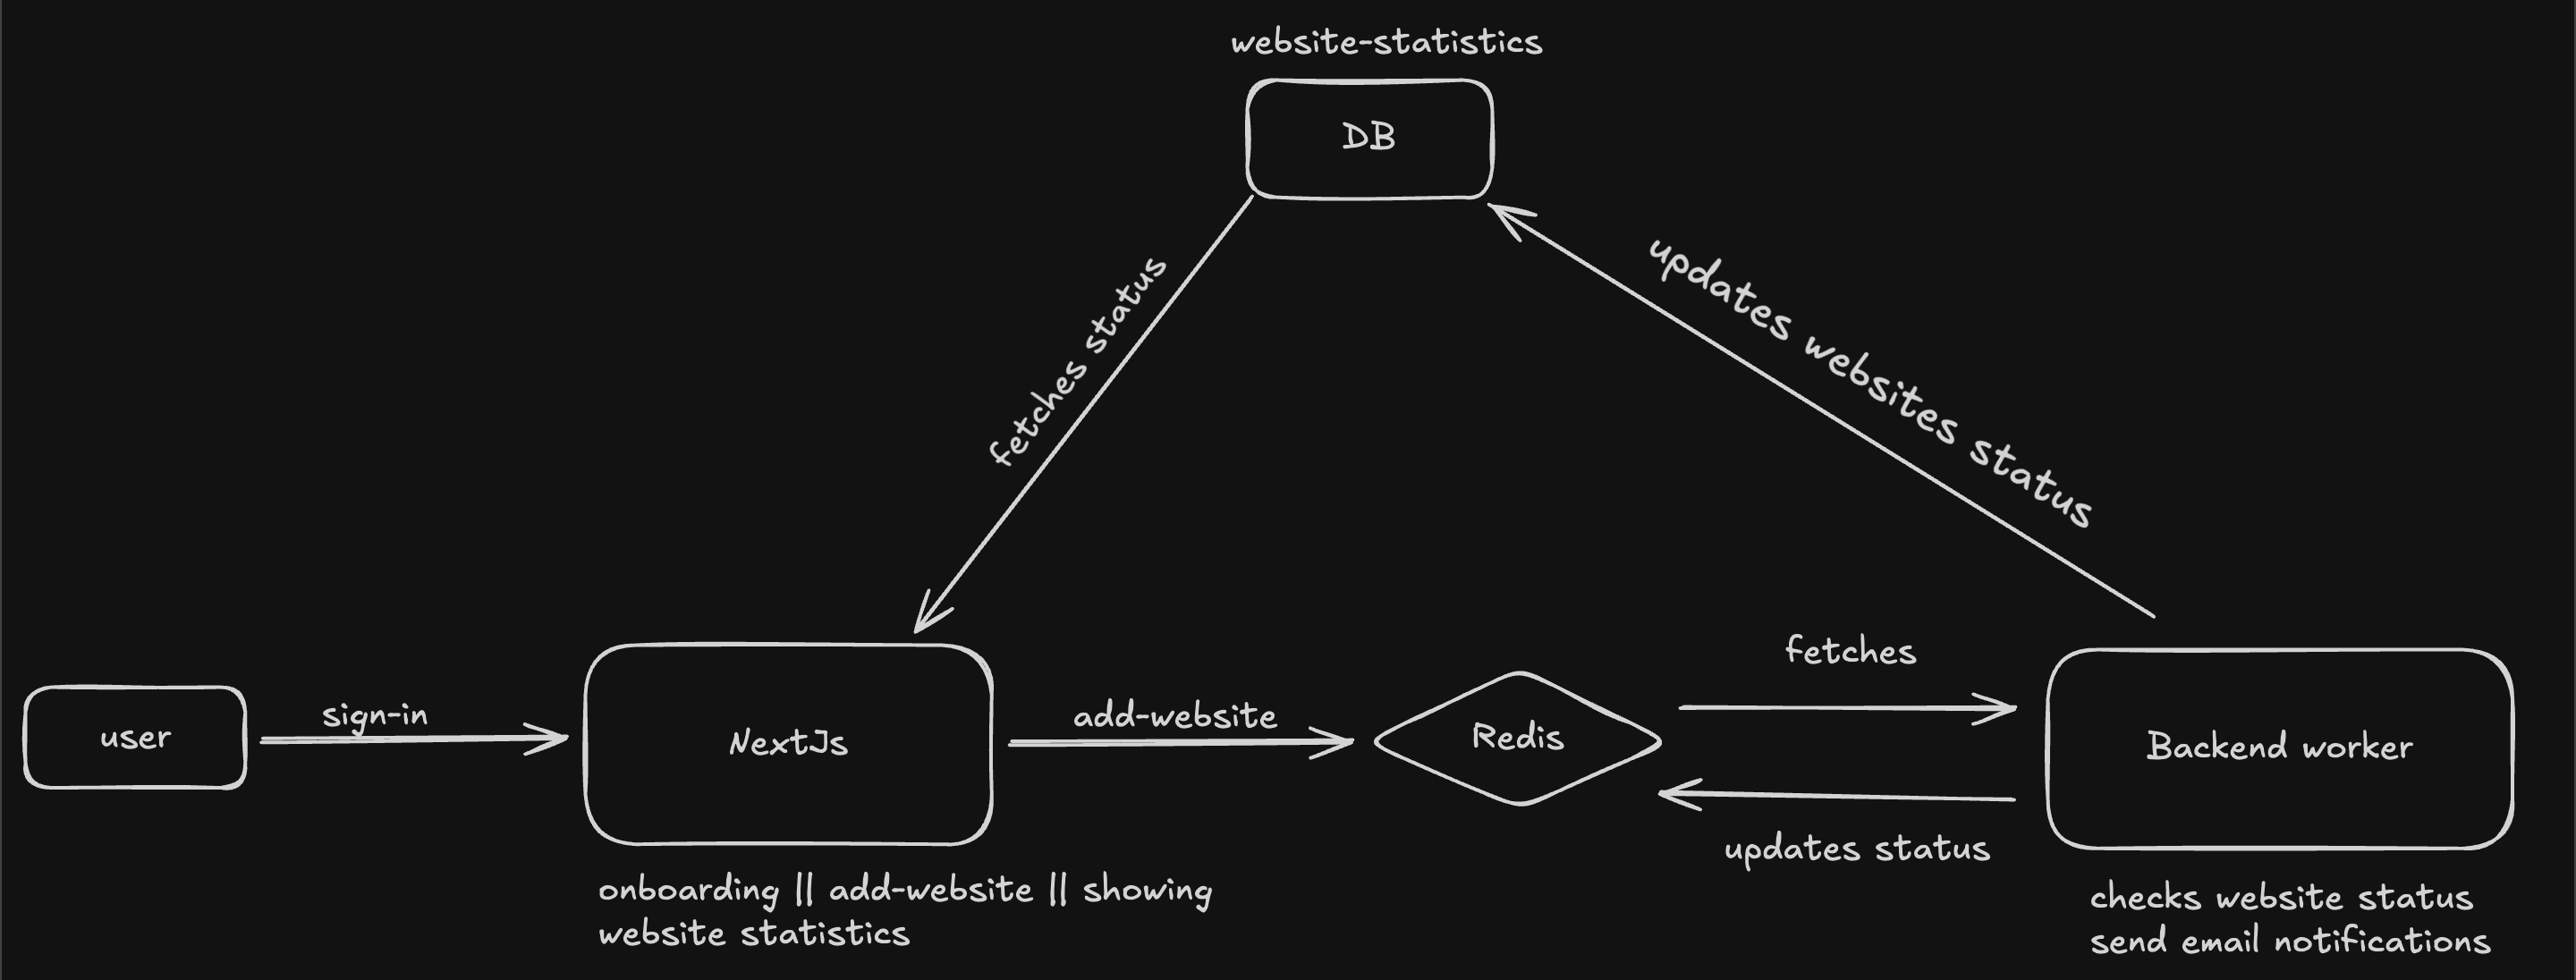 website-statistics
DB
fetches status
updates websites status
user
sign-in
NextJs
add-website
Redis
fetches
updates status
Backend worker
onboarding || add-website || showing
website statistics
checks website status
send email notifications